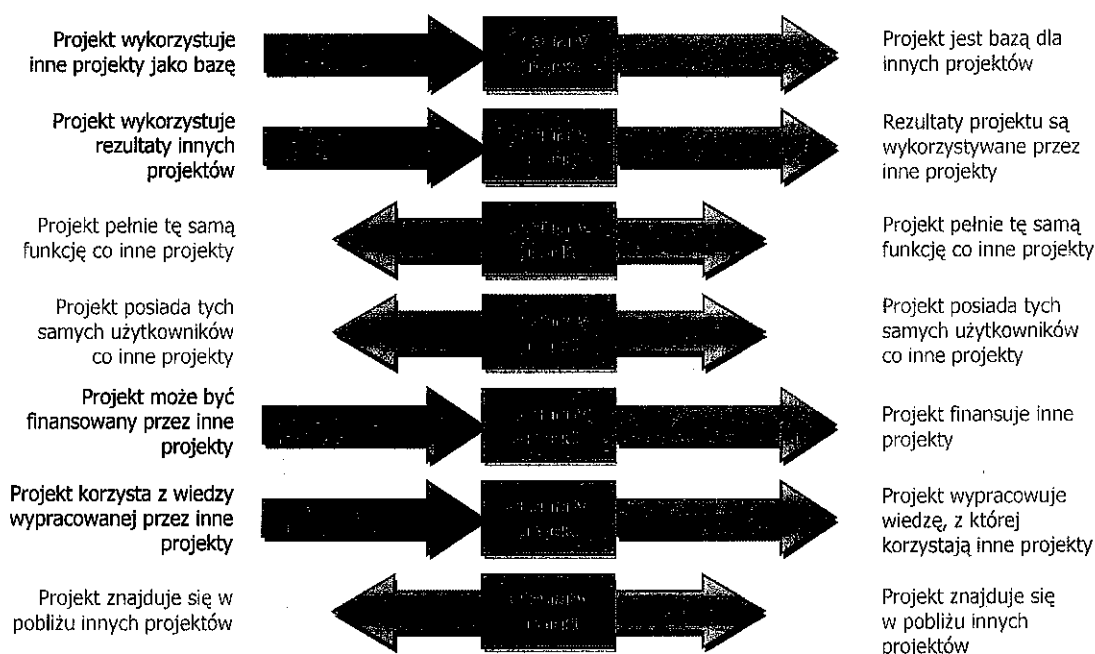 Projekt wykorzystuje
inne projekty jako bazę
Projekt jest bazą dla
innych projektów
Projekt wykorzystuje
rezultaty innych
projektów
Rezultaty projektu są
wykorzystywane przez
inne projekty
Projekt pełnie tę samą
funkcję co inne projekty
Projekt pełnie tę samą
funkcję co inne projekty
Projekt posiada tych
samych użytkowników
co inne projekty
Projekt posiada tych
samych użytkowników
co inne projekty
Projekt może być
finansowany przez inne
projekty
Projekt finansuje inne
projekty
Projekt korzysta z wiedzy
wypracowanej przez inne
projekty
Projekt wypracowuje
wiedzę, z której
korzystają inne projekty
Projekt znajduje się w
pobliżu innych projektów
Projekt znajduje się
w pobliżu innych
projektów